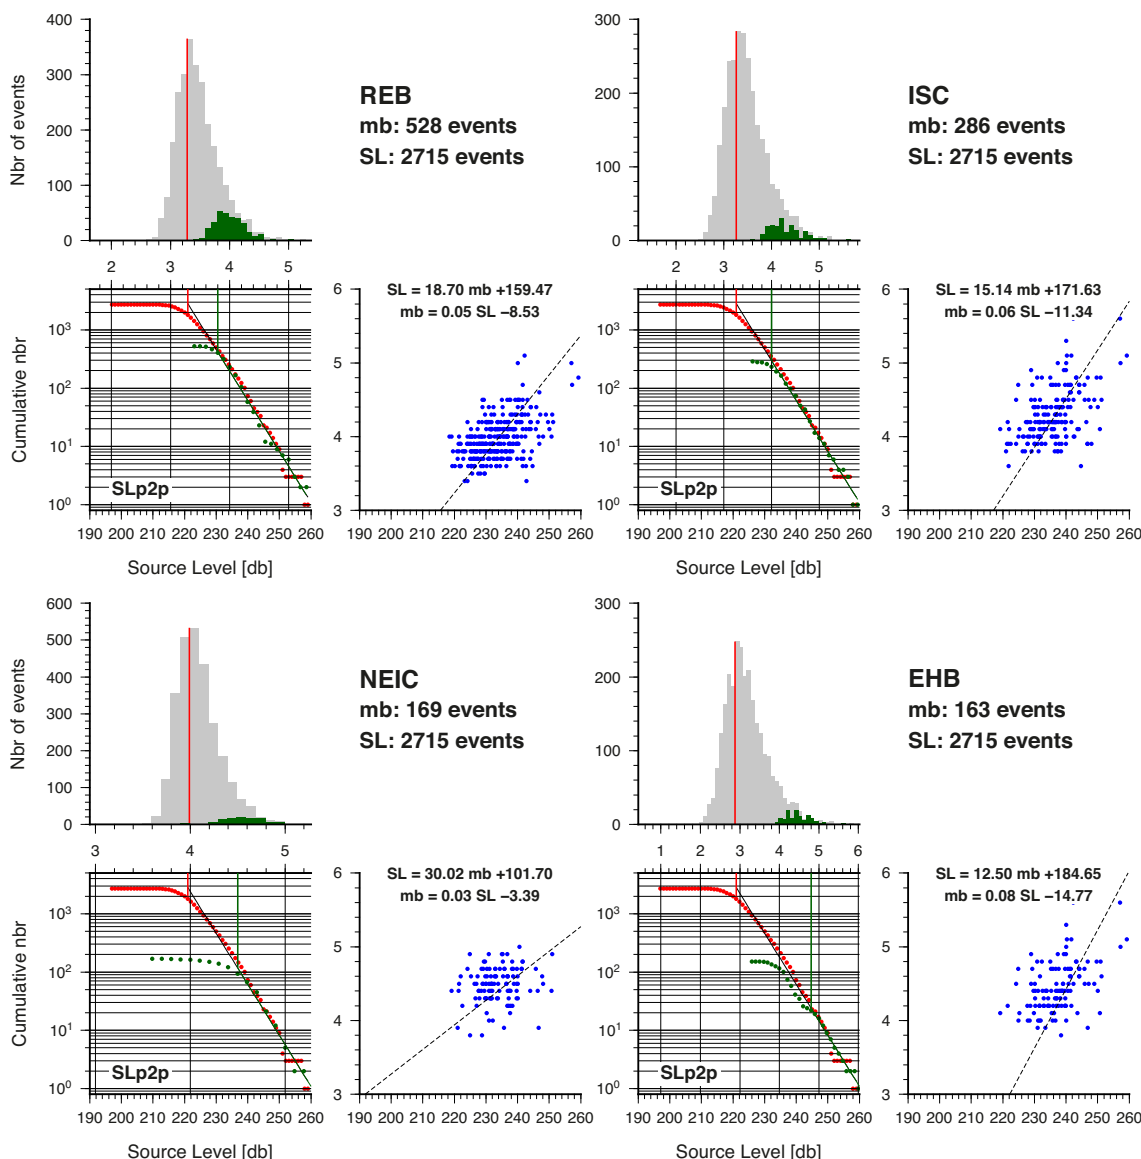 400
300
200
100
0
Nbr of events
2 3 4 5
REB
mb: 528 events
SL: 2715 events
300
200
100
0
2 3 4 5
ISC
mb: 286 events
SL: 2715 events
10³
10²
10¹
10⁰
Cumulative nbr
SLp2p
190 200 210 220 230 240 250 260
Source Level [db]
6
5
4
3
SL = 18.70 mb +159.47
mb = 0.05 SL −8.53
190 200 210 220 230 240 250 260
10³
10²
10¹
10⁰
SLp2p
190 200 210 220 230 240 250 260
Source Level [db]
6
5
4
3
SL = 15.14 mb +171.63
mb = 0.06 SL −11.34
190 200 210 220 230 240 250 260
600
500
400
300
200
100
0
Nbr of events
3 4 5
NEIC
mb: 169 events
SL: 2715 events
300
200
100
0
1 2 3 4 5 6
EHB
mb: 163 events
SL: 2715 events
10³
10²
10¹
10⁰
Cumulative nbr
SLp2p
190 200 210 220 230 240 250 260
Source Level [db]
6
5
4
3
SL = 30.02 mb +101.70
mb = 0.03 SL −3.39
190 200 210 220 230 240 250 260
10³
10²
10¹
10⁰
SLp2p
190 200 210 220 230 240 250 260
Source Level [db]
6
5
4
3
SL = 12.50 mb +184.65
mb = 0.08 SL −14.77
190 200 210 220 230 240 250 260